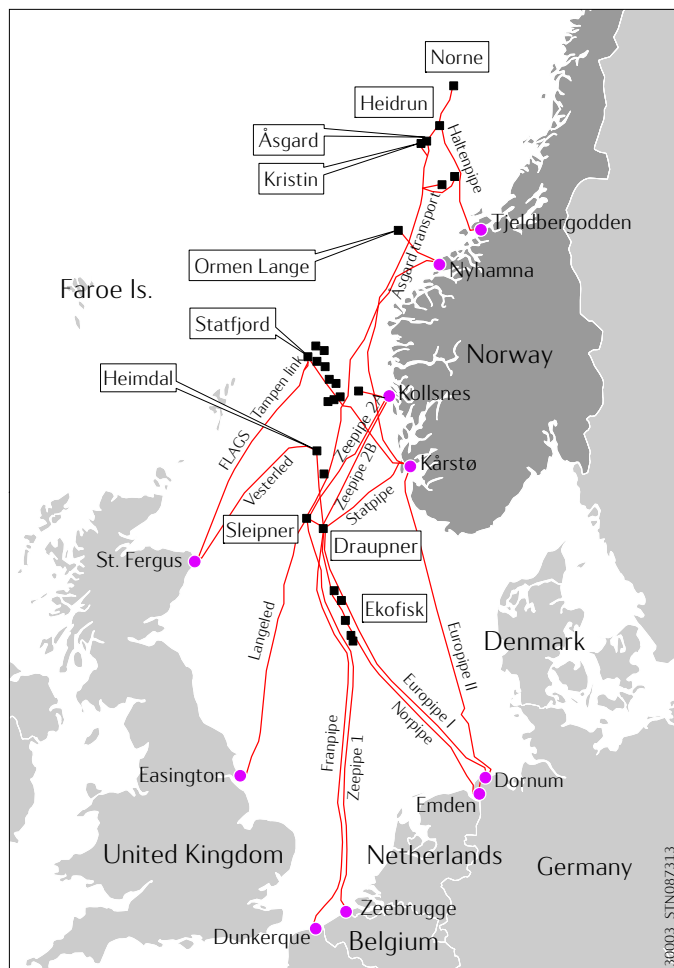 Norne
Heidrun
Åsgard
Kristin
Haltenpipe
Tjeldbergodden
Ormen Lange
Åsgard transport
Nyhamna
Faroe Is.
Statfjord
Norway
Heimdal
Tampen link
FLAGS
Kollsnes
Zeepipe 2A
Zeepipe 2B
Vesterled
Kårstø
Statpipe
Sleipner
Draupner
St. Fergus
Ekofisk
Langeled
Denmark
Europipe II
Europipe I
Norpipe
Franpipe
Zeepipe 1
Easington
Dornum
Emden
United Kingdom
Netherlands
Germany
Zeebrugge
Dunkerque
Belgium
30003_STN087313